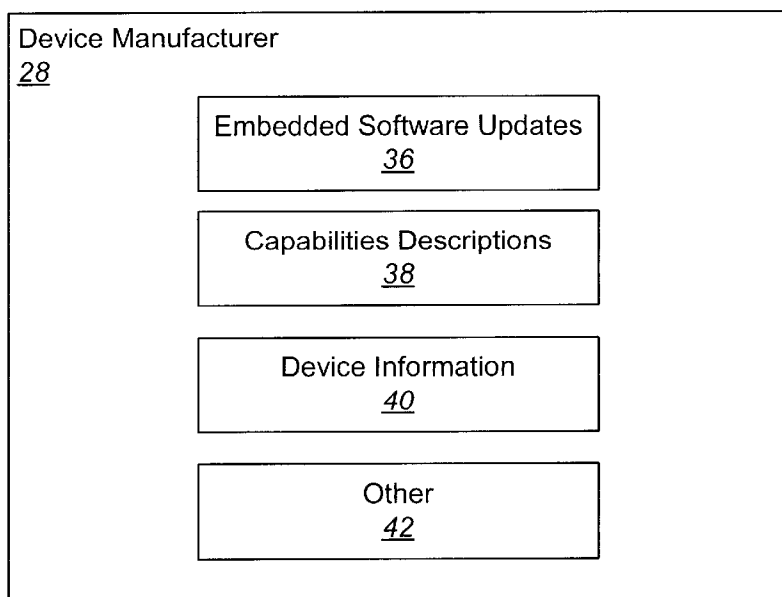 Device Manufacturer
28
Embedded Software Updates
36
Capabilities Descriptions
38
Device Information
40
Other
42